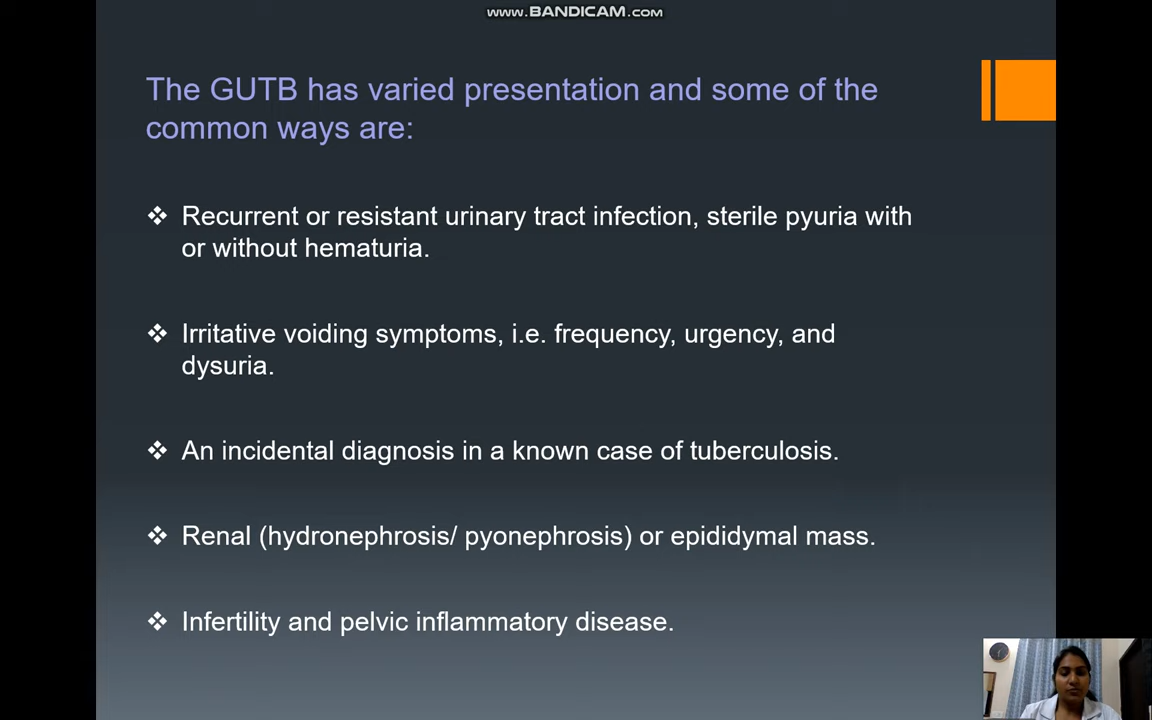 www.BANDICAM.com
The GUTB has varied presentation and some of the
common ways are:
❖ Recurrent or resistant urinary tract infection, sterile pyuria with
or without hematuria.
❖ Irritative voiding symptoms, i.e. frequency, urgency, and
dysuria.
❖ An incidental diagnosis in a known case of tuberculosis.
❖ Renal (hydronephrosis/ pyonephrosis) or epididymal mass.
❖ Infertility and pelvic inflammatory disease.